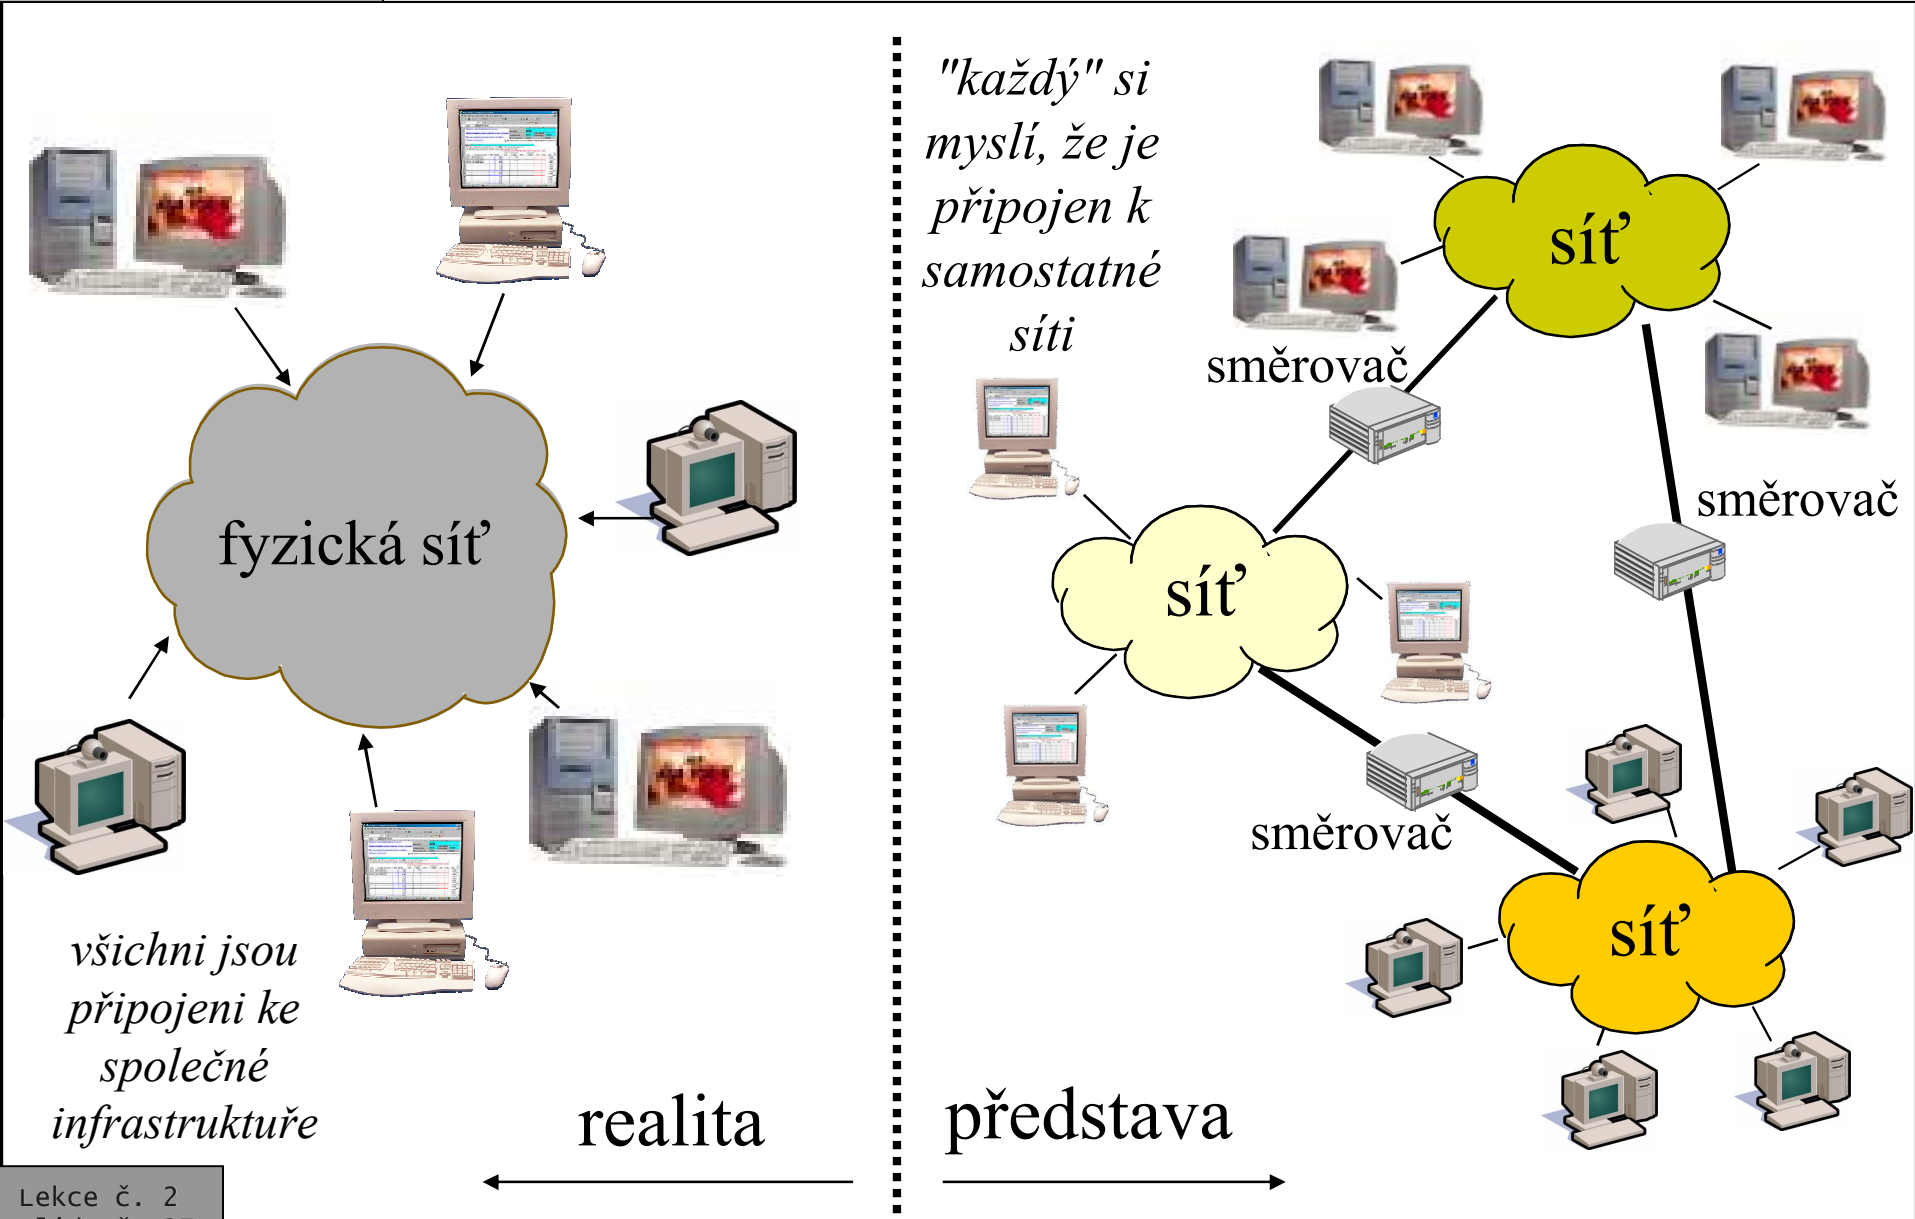 fyzická síť
všichni jsou
připojeni ke
společné
infrastruktuře
realita
"každý" si
myslí, že je
připojen k
samostatné
síti
síť
směrovač
směrovač
síť
směrovač
síť
představa
Lekce č. 2